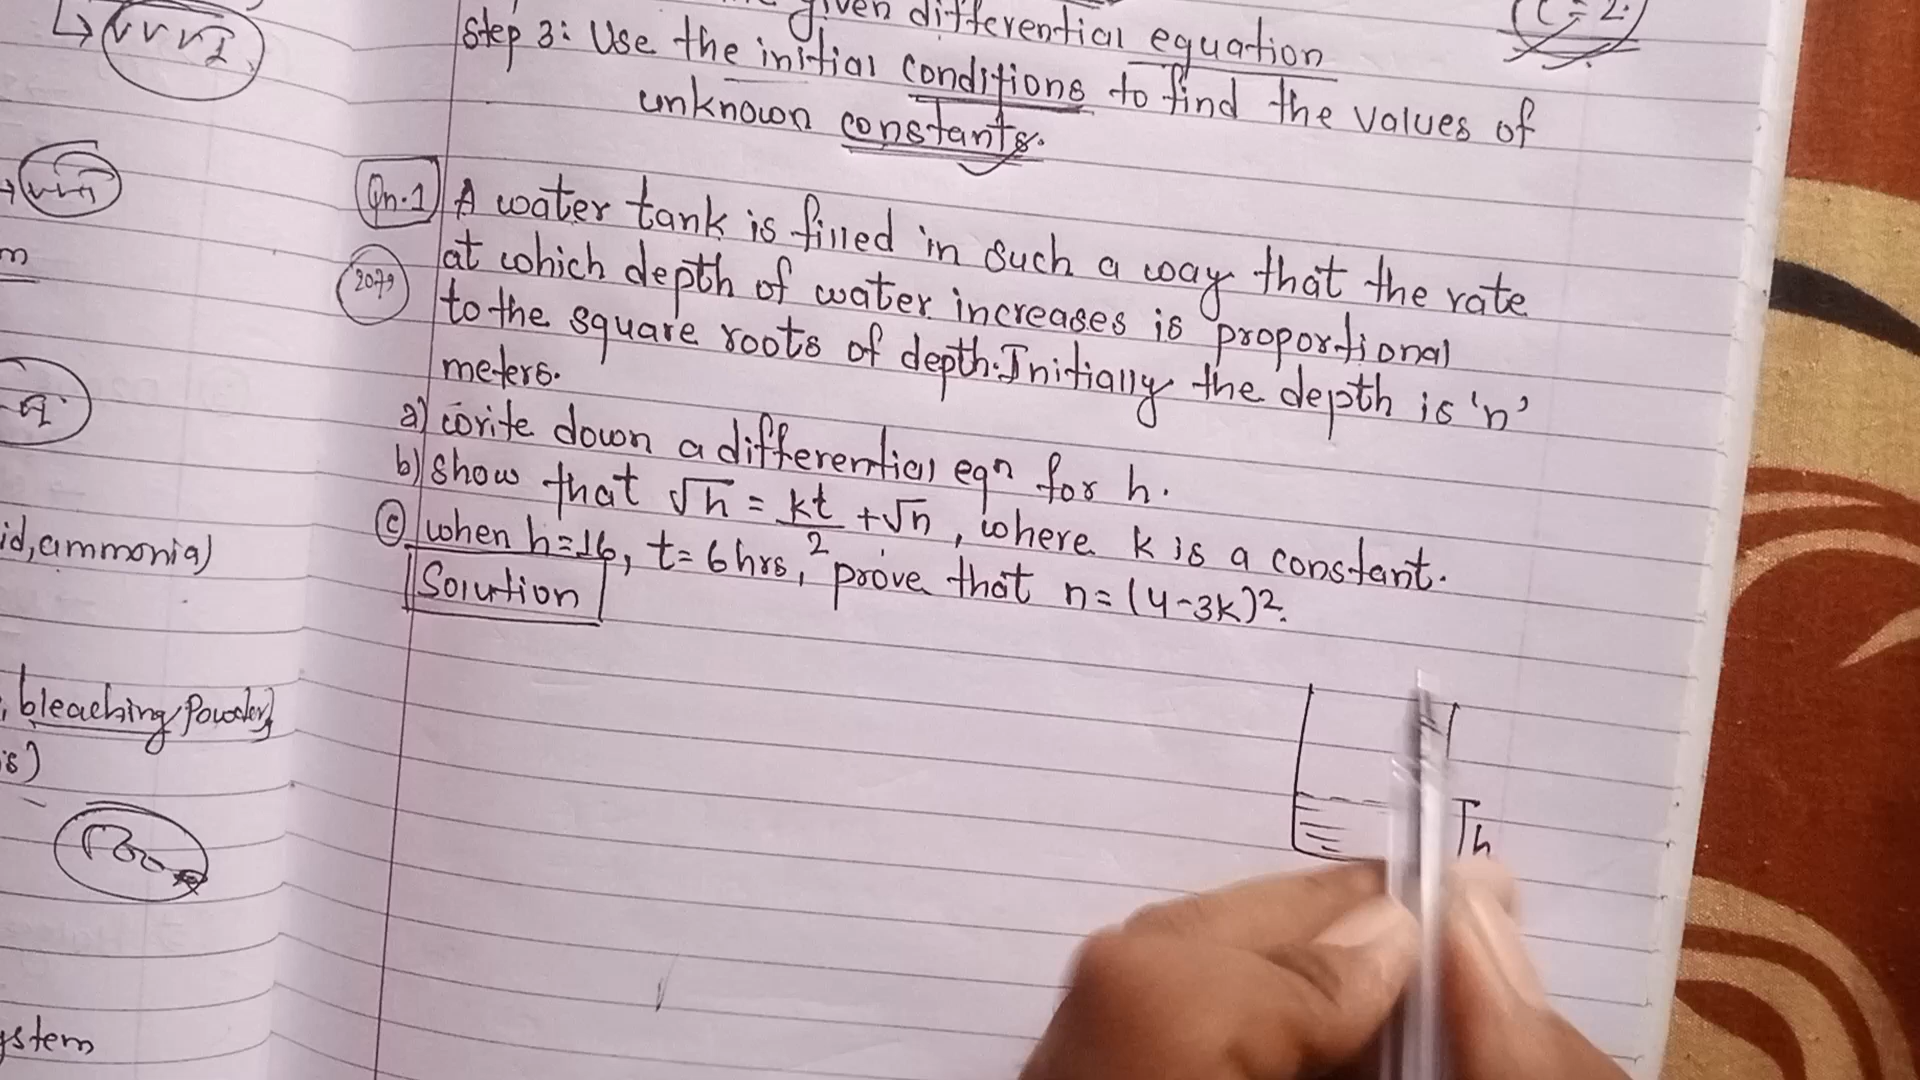 given differential equation
Step 3: Use the initial conditions to find the values of
unknown constants.
Qn.1 A water tank is filled in such a way that the rate
2079 at which depth of water increases is proportional
to the square roots of depth. Initially the depth is 'n'
meters.
a) write down a differential eqn for h.
b) show that √h = kt/2 + √n, where k is a constant.
c) when h=16, t=6hrs, prove that n=(4-3k)².
Solution
h
id, ammonia)
bleaching Powder,